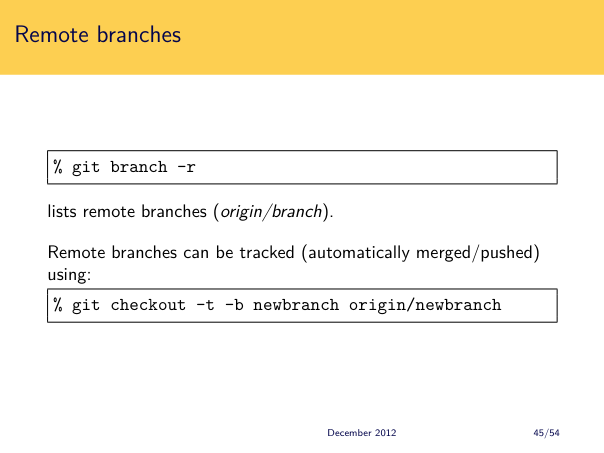 Remote branches
% git branch -r
lists remote branches (origin/branch).
Remote branches can be tracked (automatically merged/pushed)
using:
% git checkout -t -b newbranch origin/newbranch
December 2012
45/54